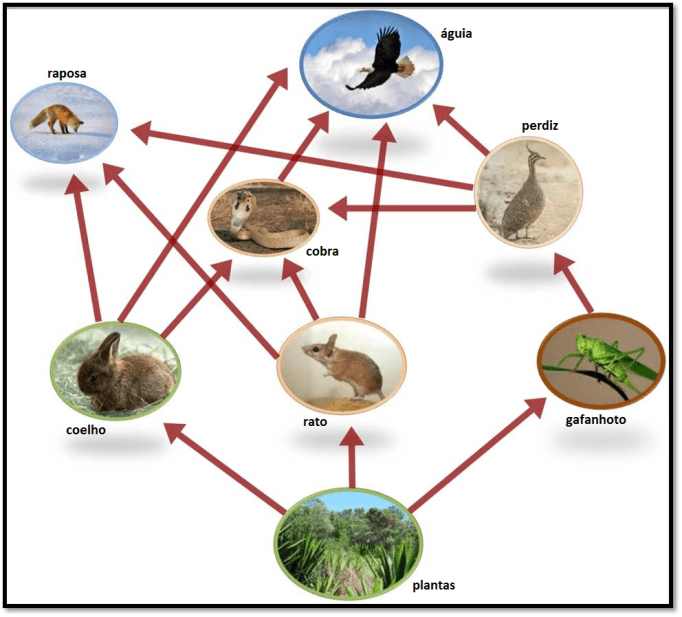 águia
raposa
perdiz
cobra
coelho
rato
gafanhoto
plantas